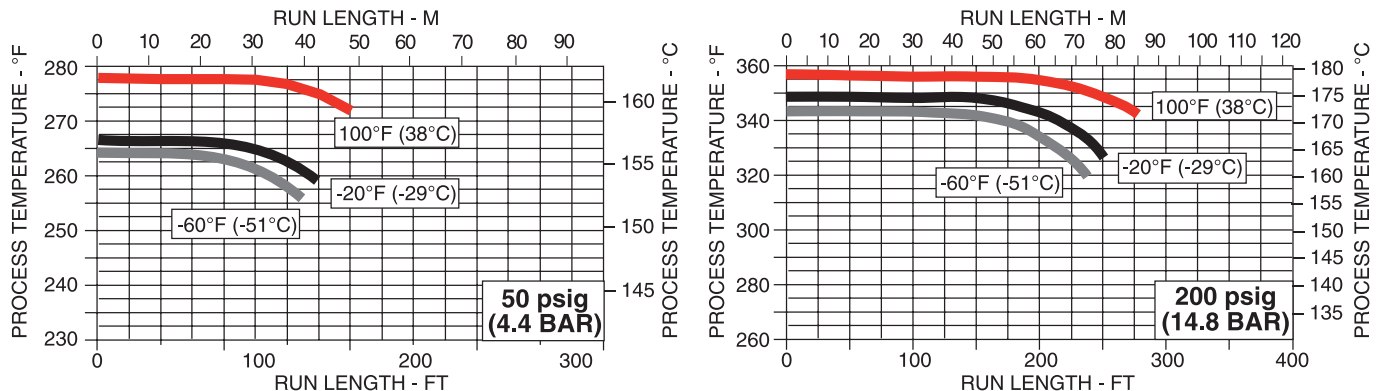 RUN LENGTH - M
0 10 20 30 40 50 60 70 80 90
PROCESS TEMPERATURE - °F
280
270
260
250
240
230
160
155
150
145
PROCESS TEMPERATURE - °C
100°F (38°C)
-20°F (-29°C)
-60°F (-51°C)
50 psig
(4.4 BAR)
0 100 200 300
RUN LENGTH - FT
RUN LENGTH - M
0 10 20 30 40 50 60 70 80 90 100 110 120
PROCESS TEMPERATURE - °F
360
340
320
300
280
260
180
175
170
165
160
155
150
145
140
135
PROCESS TEMPERATURE - °C
100°F (38°C)
-20°F (-29°C)
-60°F (-51°C)
200 psig
(14.8 BAR)
0 100 200 300 400
RUN LENGTH - FT